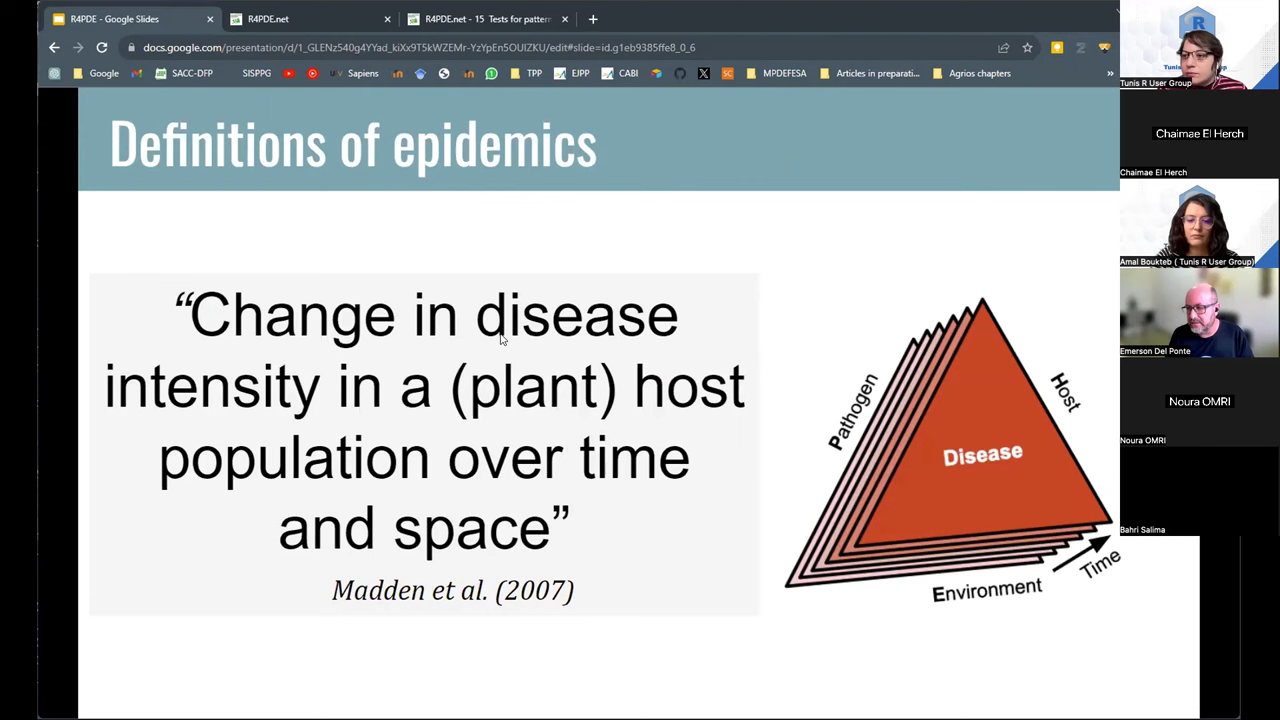 R4PDE - Google Slides
R4PDE.net
R4PDE.net - 15 Tests for pattern
docs.google.com/presentation/d/1_GLENz540g4YYad_kiXx9T5kWZEMr-YzYpEn5OUlZKU/edit#slide=id.g1eb9385ffe8_0_6
Google
SACC-DFP
SISPPG
Sapiens
TPP
EJPP
CABI
MPDEFESA
Articles in preparati...
Agrios chapters
Definitions of epidemics
“Change in disease
intensity in a (plant) host
population over time
and space”
Madden et al. (2007)
Pathogen
Host
Disease
Environment
Time
Tunis R User Group
Chaimae El Herch
Chaimae El Herch
Amal Boukteb ( Tunis R User Group)
Emerson Del Ponte
Noura OMRI
Noura OMRI
Bahri Salima